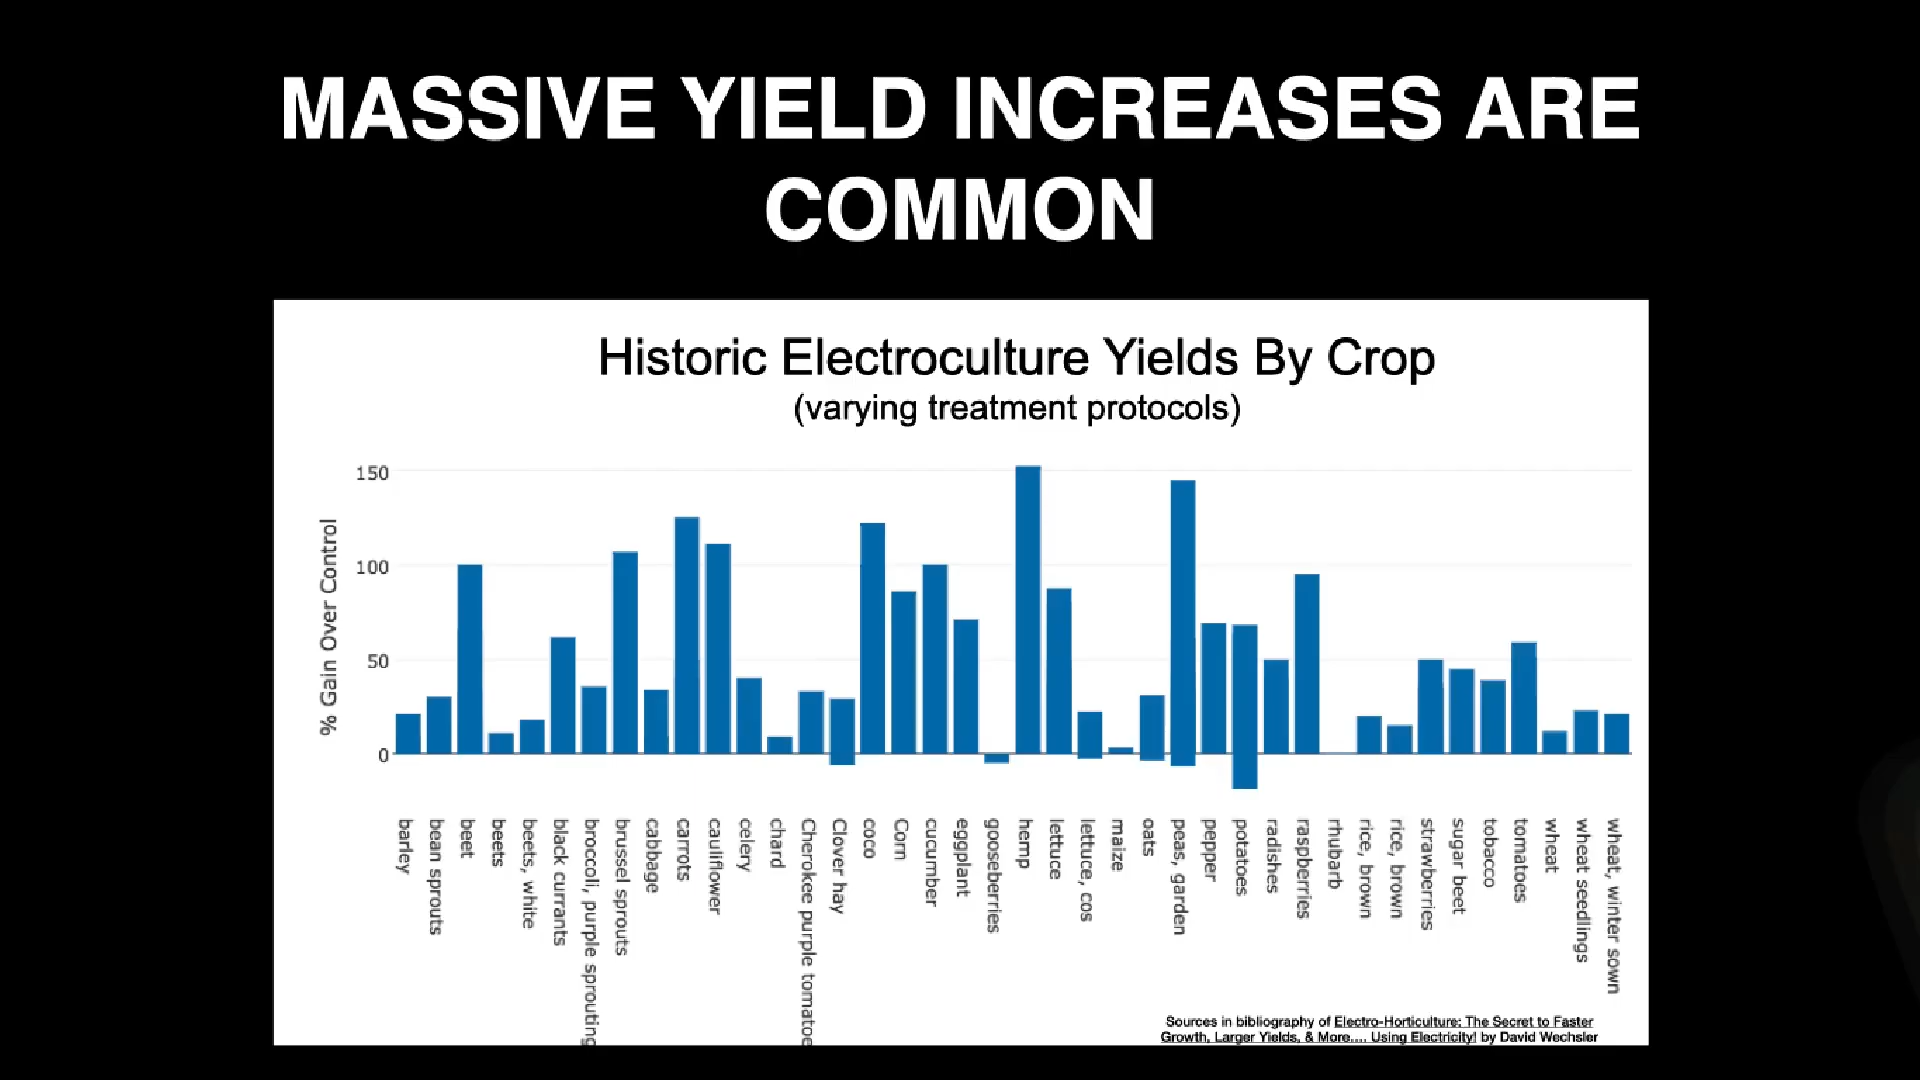 MASSIVE YIELD INCREASES ARE
COMMON
Historic Electroculture Yields By Crop
(varying treatment protocols)
% Gain Over Control
150
100
50
0
barley
bean sprouts
beet
beets
beets, white
black currants
broccoli, purple sprouting
brussel sprouts
cabbage
carrots
cauliflower
celery
chard
Cherokee purple tomatoe
Clover hay
coco
Corn
cucumber
eggplant
gooseberries
hemp
lettuce
lettuce, cos
maize
oats
peas, garden
pepper
potatoes
radishes
raspberries
rhubarb
rice, brown
rice, brown
strawberries
sugar beet
tobacco
tomatoes
wheat
wheat seedlings
wheat, winter sown
Sources in bibliography of Electro-Horticulture: The Secret to Faster
Growth, Larger Yields, & More.... Using Electricity! by David Wechsler